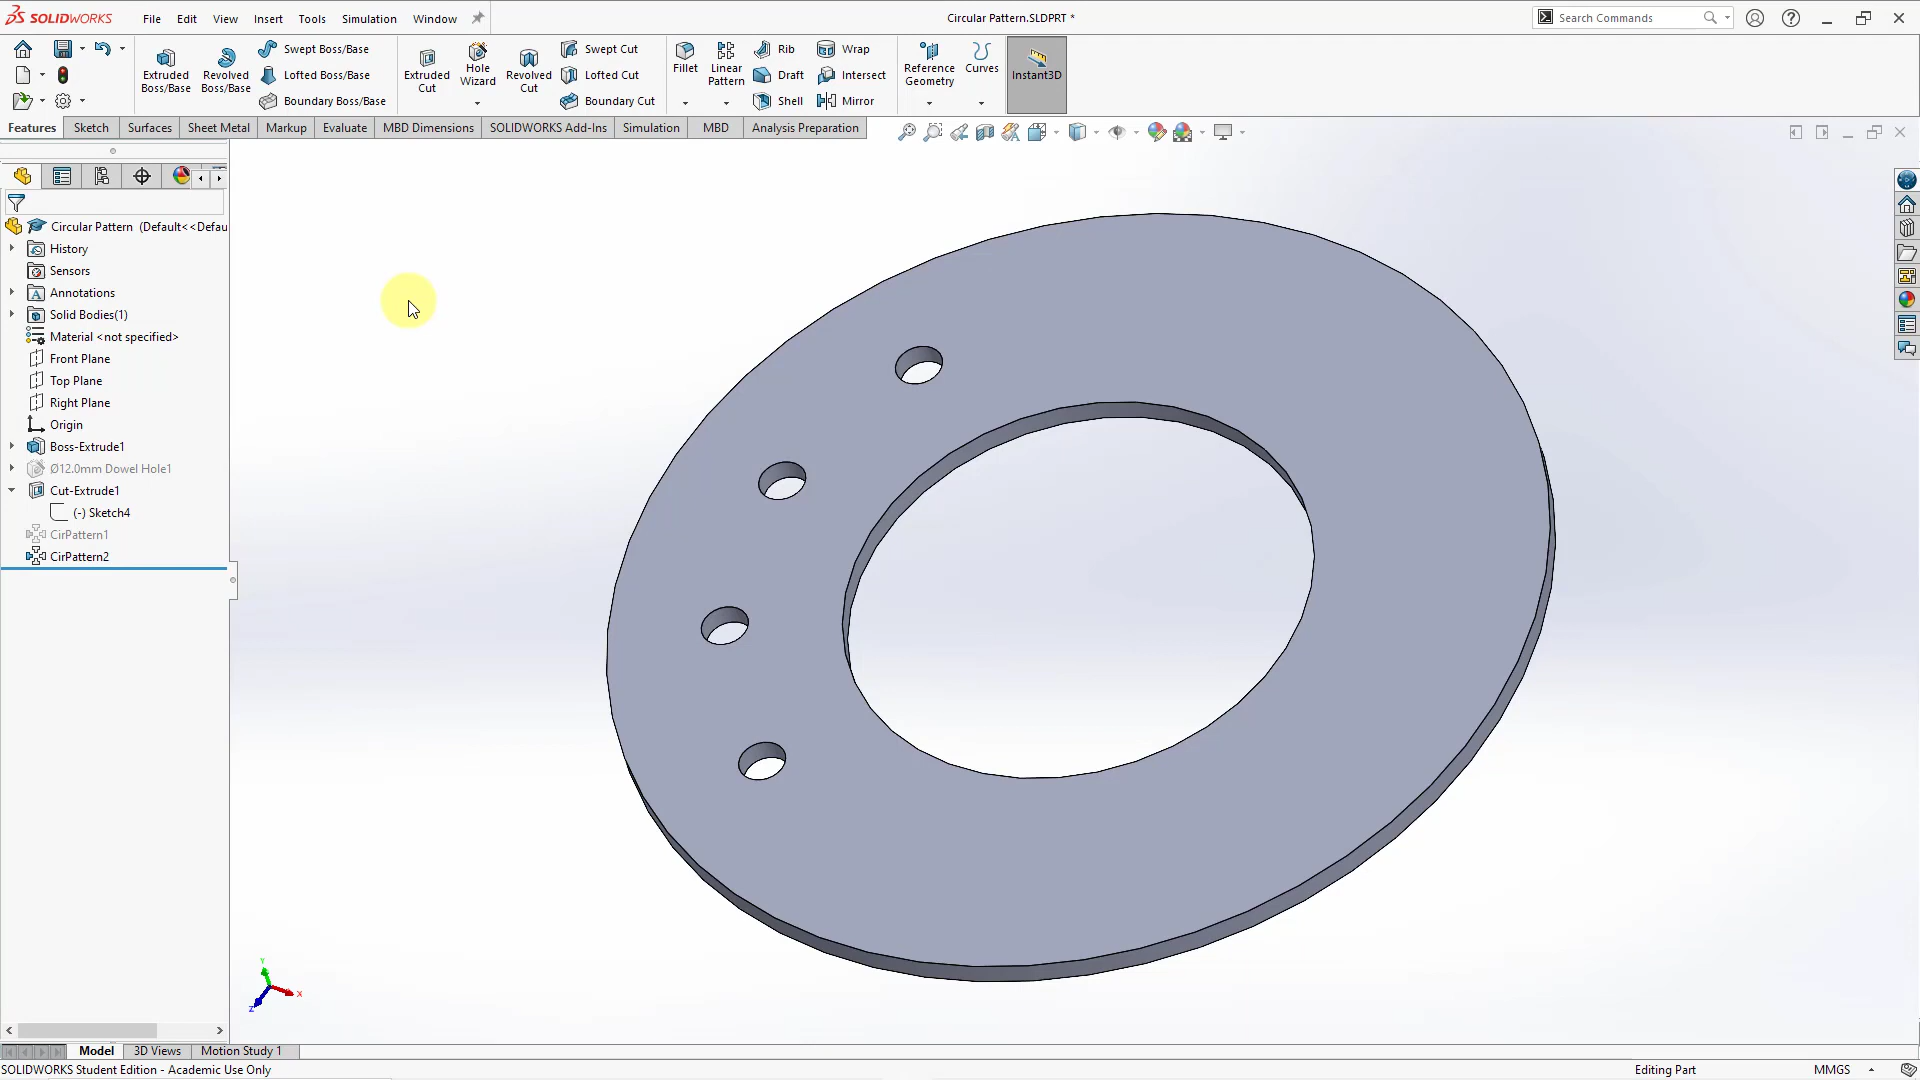 SOLIDWORKS File Edit View Insert Tools Simulation Window Circular Pattern.SLDPRT * Search Commands
Extruded Boss/Base
Revolved Boss/Base
Swept Boss/Base
Lofted Boss/Base
Boundary Boss/Base
Extruded Cut
Hole Wizard
Revolved Cut
Swept Cut
Lofted Cut
Boundary Cut
Fillet
Linear Pattern
Rib
Draft
Shell
Wrap
Intersect
Mirror
Reference Geometry
Curves
Instant3D
Features Sketch Surfaces Sheet Metal Markup Evaluate MBD Dimensions SOLIDWORKS Add-Ins Simulation MBD Analysis Preparation
Circular Pattern (Default<<Defau
History
Sensors
Annotations
Solid Bodies(1)
Material <not specified>
Front Plane
Top Plane
Right Plane
Origin
Boss-Extrude1
Ø12.0mm Dowel Hole1
Cut-Extrude1
(-) Sketch4
CirPattern1
CirPattern2
Y
X
Z
Model 3D Views Motion Study 1
SOLIDWORKS Student Edition - Academic Use Only Editing Part MMGS